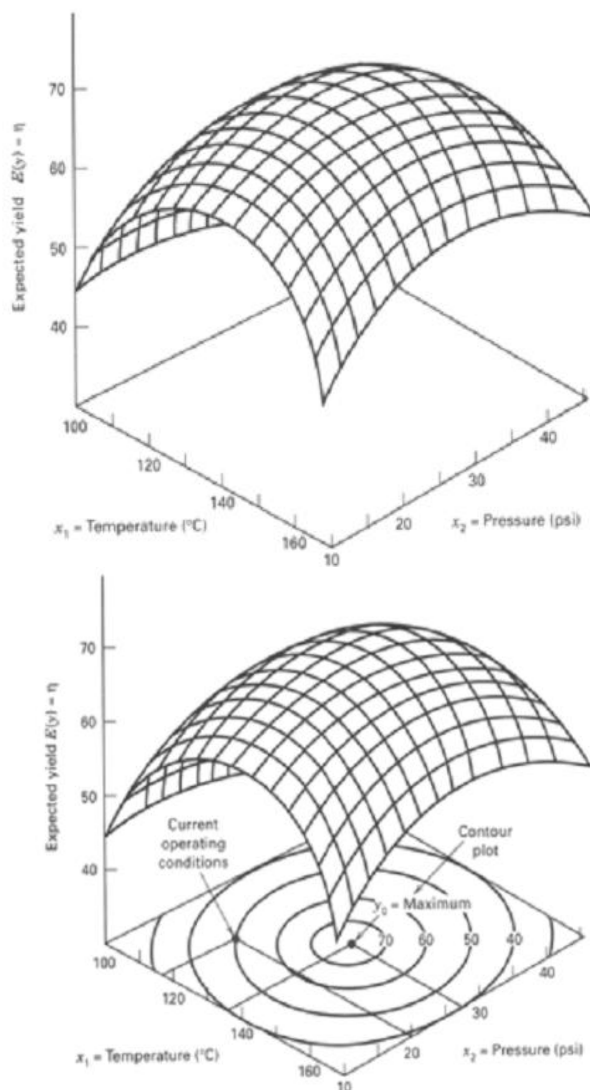 Expected yield E(y) = η
70
60
50
40
100
120
140
160
10
20
30
40
x₁ = Temperature (°C)
x₂ = Pressure (psi)
Expected yield E(y) = η
70
60
50
40
Current
operating
conditions
Contour
plot
y₀ = Maximum
70 60 50 40
100
120
140
160
10
20
30
40
x₁ = Temperature (°C)
x₂ = Pressure (psi)